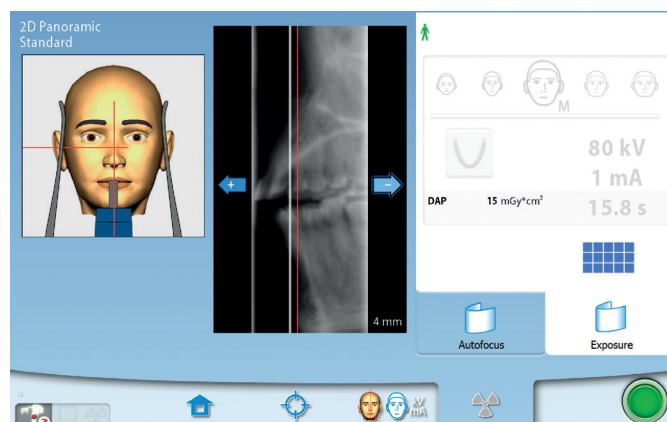 2D Panoramic
Standard
+
−
4 mm
M
80 kV
1 mA
DAP 15 mGy*cm²
15.8 s
Autofocus
Exposure
kV
mA